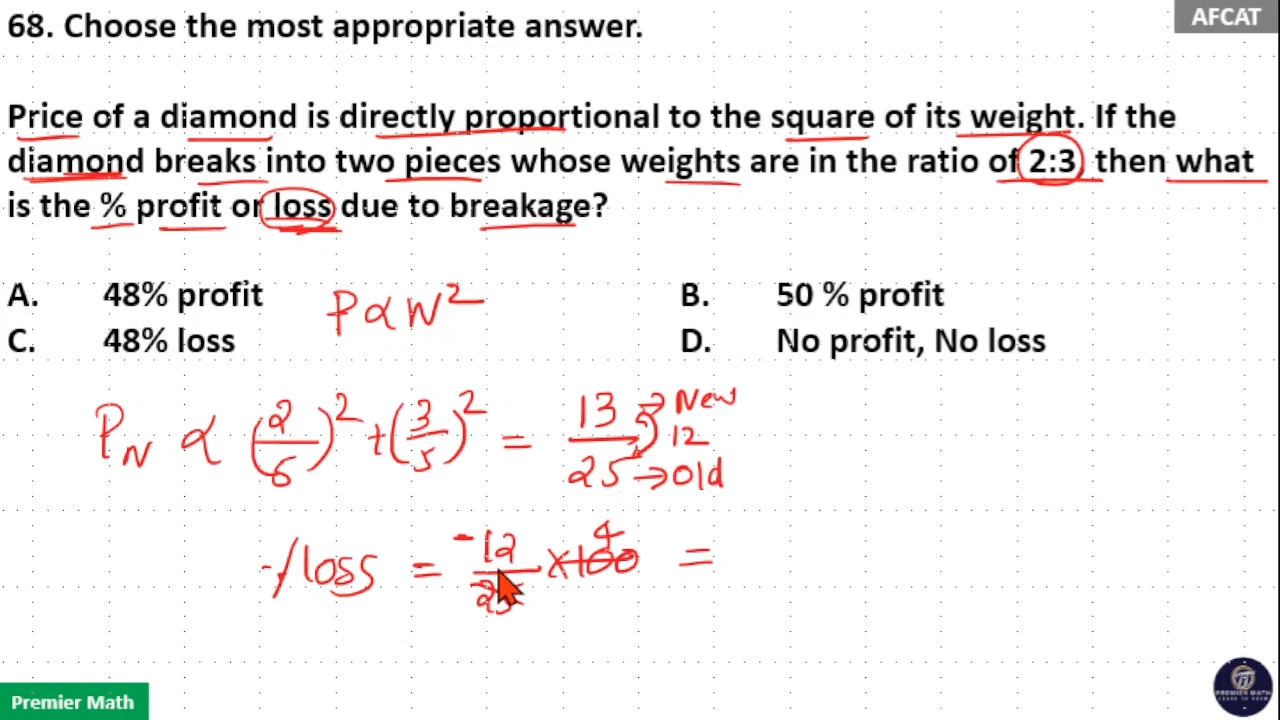 AFCAT
68. Choose the most appropriate answer.
Price of a diamond is directly proportional to the square of its weight. If the
diamond breaks into two pieces whose weights are in the ratio of 2:3, then what
is the % profit or loss due to breakage?
A. 48% profit B. 50 % profit
C. 48% loss D. No profit, No loss
P ∝ W²
P_N ∝ (2/5)² + (3/5)² = 13/25
→ New
12
→ Old
% loss = -12/25 × 100 4 =
Premier Math
PREMIER MATH